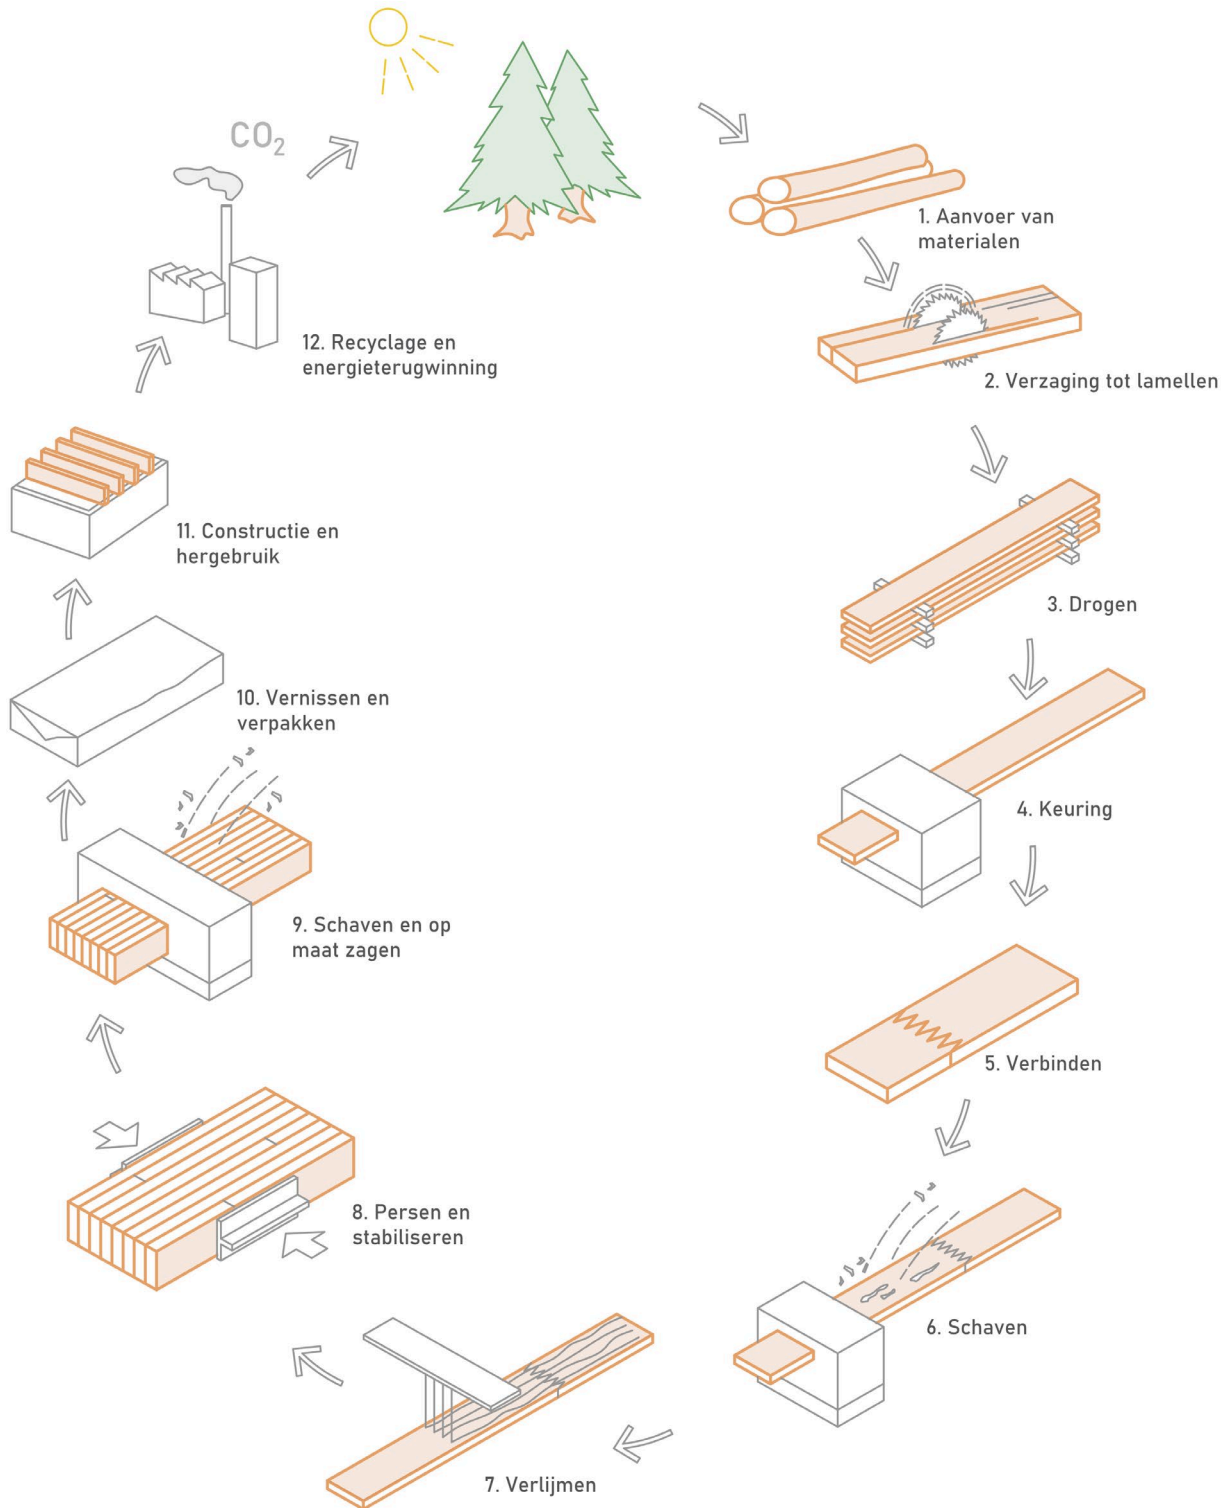 CO₂
1. Aanvoer van
materialen
2. Verzaging tot lamellen
3. Drogen
4. Keuring
5. Verbinden
6. Schaven
7. Verlijmen
8. Persen en
stabiliseren
9. Schaven en op
maat zagen
10. Vernissen en
verpakken
11. Constructie en
hergebruik
12. Recyclage en
energieterugwinning